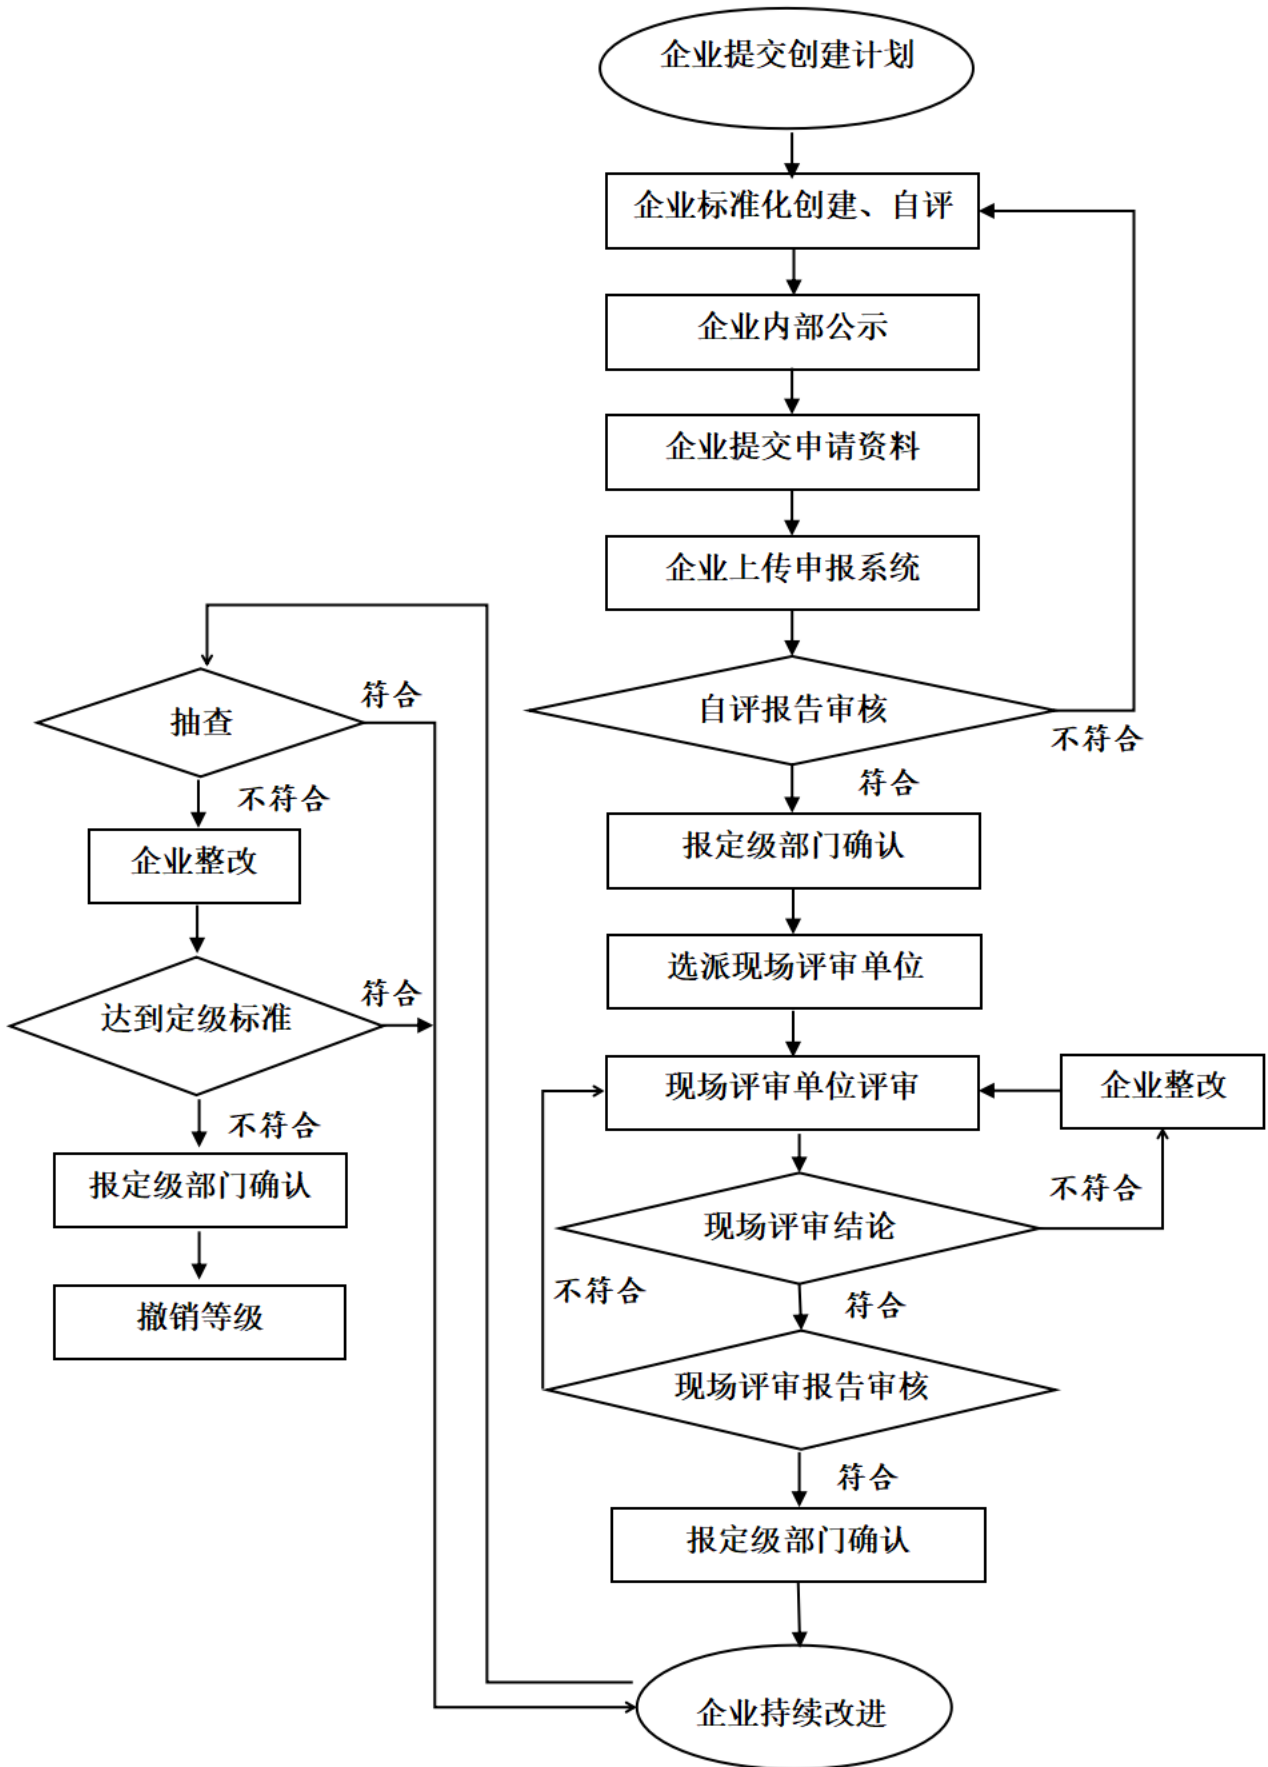 企业提交创建计划
企业标准化创建、自评
企业内部公示
企业提交申请资料
企业上传申报系统
自评报告审核
不符合
符合
报定级部门确认
选派现场评审单位
现场评审单位评审
企业整改
现场评审结论
不符合
符合
不符合
现场评审报告审核
符合
报定级部门确认
企业持续改进
抽查
符合
不符合
企业整改
达到定级标准
符合
不符合
报定级部门确认
撤销等级